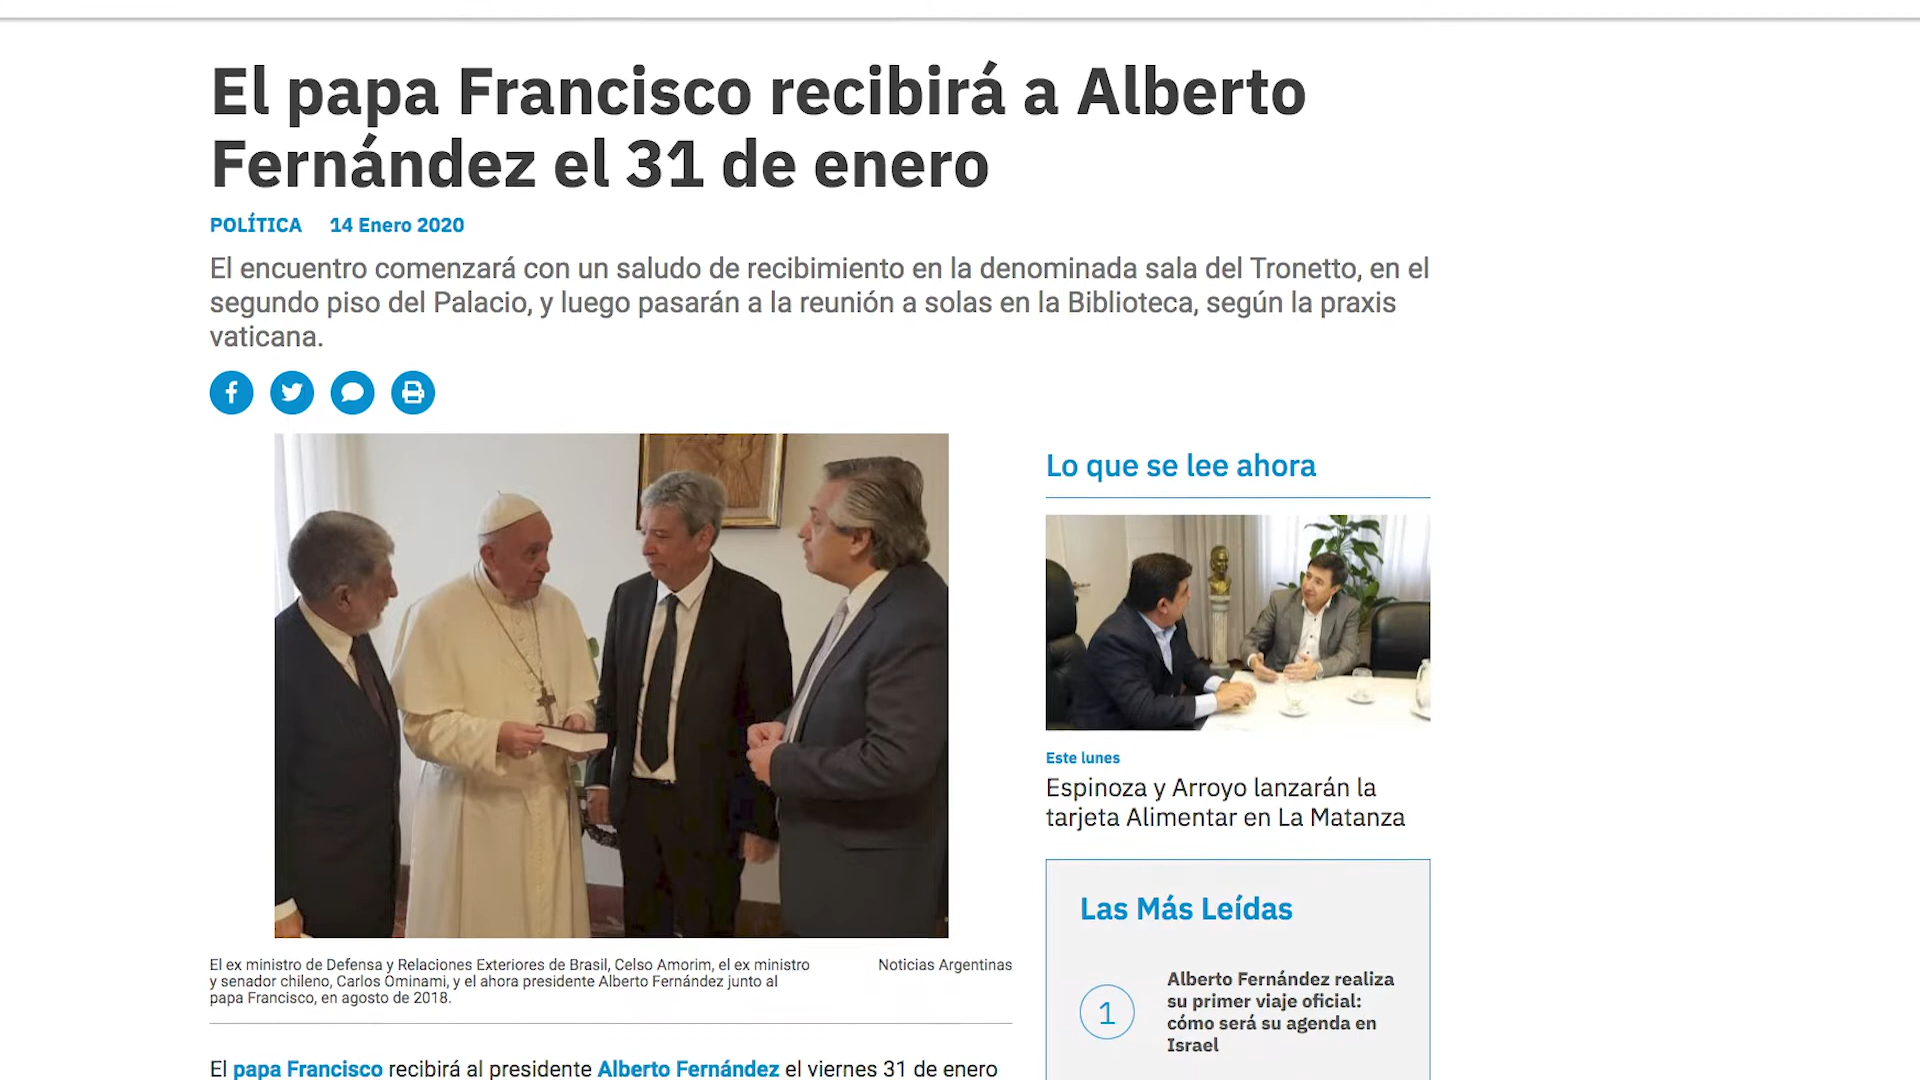 El papa Francisco recibirá a Alberto
Fernández el 31 de enero
POLÍTICA 14 Enero 2020
El encuentro comenzará con un saludo de recibimiento en la denominada sala del Tronetto, en el
segundo piso del Palacio, y luego pasarán a la reunión a solas en la Biblioteca, según la praxis
vaticana.
El ex ministro de Defensa y Relaciones Exteriores de Brasil, Celso Amorim, el ex ministro
y senador chileno, Carlos Ominami, y el ahora presidente Alberto Fernández junto al
papa Francisco, en agosto de 2018.
Noticias Argentinas
El papa Francisco recibirá al presidente Alberto Fernández el viernes 31 de enero
Lo que se lee ahora
Este lunes
Espinoza y Arroyo lanzarán la
tarjeta Alimentar en La Matanza
Las Más Leídas
1
Alberto Fernández realiza
su primer viaje oficial:
cómo será su agenda en
Israel